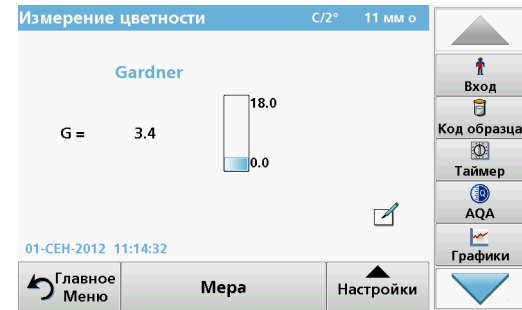 Измерение цветности C/2° 11 мм о
Gardner
18.0
G = 3.4
0.0
01-СЕН-2012 11:14:32
Главное
Меню
Мера
Настройки
Вход
Код образца
Таймер
AQA
Графики